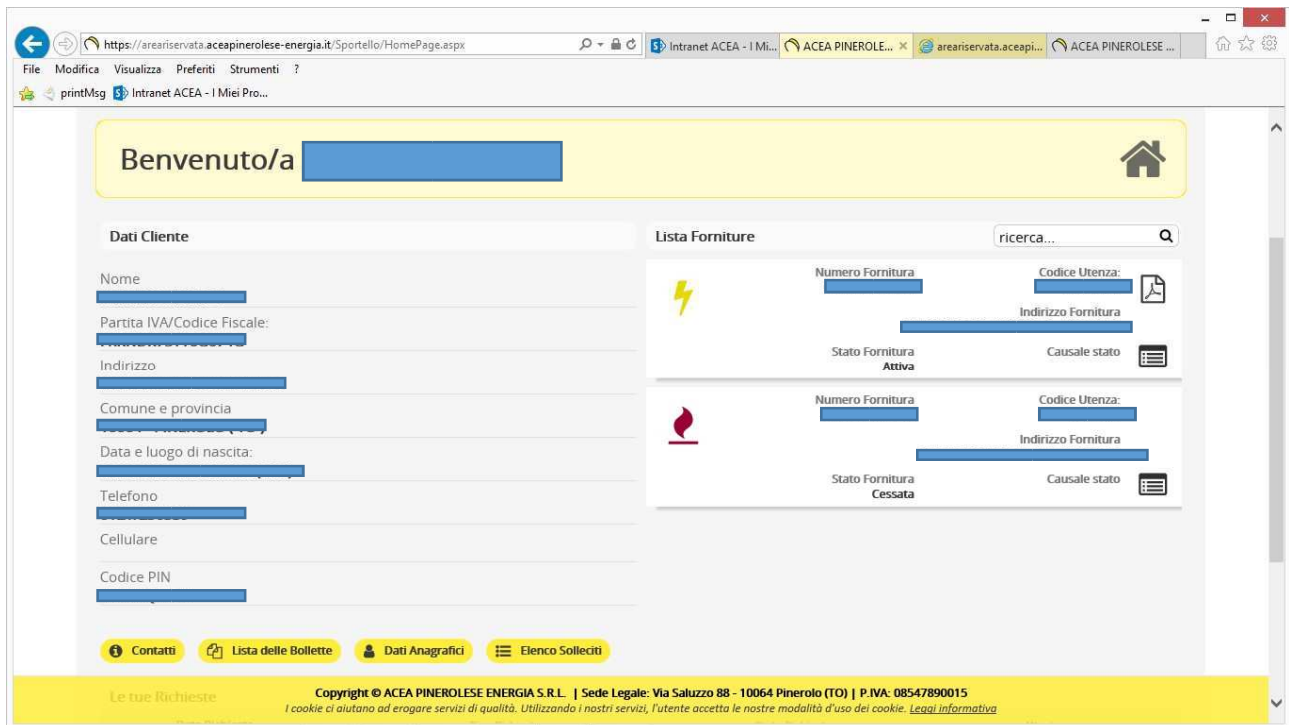 https://areariservata.aceapinerolese-energia.it/Sportello/HomePage.aspx
Intranet ACEA - I Mi...
ACEA PINEROLE...
areariservata.aceapi...
ACEA PINEROLESE ...
File Modifica Visualizza Preferiti Strumenti ?
printMsg Intranet ACEA - I Miei Pro...
Benvenuto/a
Dati Cliente
Nome
Partita IVA/Codice Fiscale:
Indirizzo
Comune e provincia
Data e luogo di nascita:
Telefono
Cellulare
Codice PIN
Lista Forniture
ricerca...
Numero Fornitura Codice Utenza:
Indirizzo Fornitura
Stato Fornitura Causale stato
Attiva
Numero Fornitura Codice Utenza:
Indirizzo Fornitura
Stato Fornitura Causale stato
Cessata
Contatti Lista delle Bollette Dati Anagrafici Elenco Solleciti
Le tue Richieste
Copyright © ACEA PINEROLESE ENERGIA S.R.L. | Sede Legale: Via Saluzzo 88 - 10064 Pinerolo (TO) | P.IVA: 08547890015
I cookie ci aiutano ad erogare servizi di qualità. Utilizzando i nostri servizi, l'utente accetta le nostre modalità d'uso dei cookie. Leggi informativa